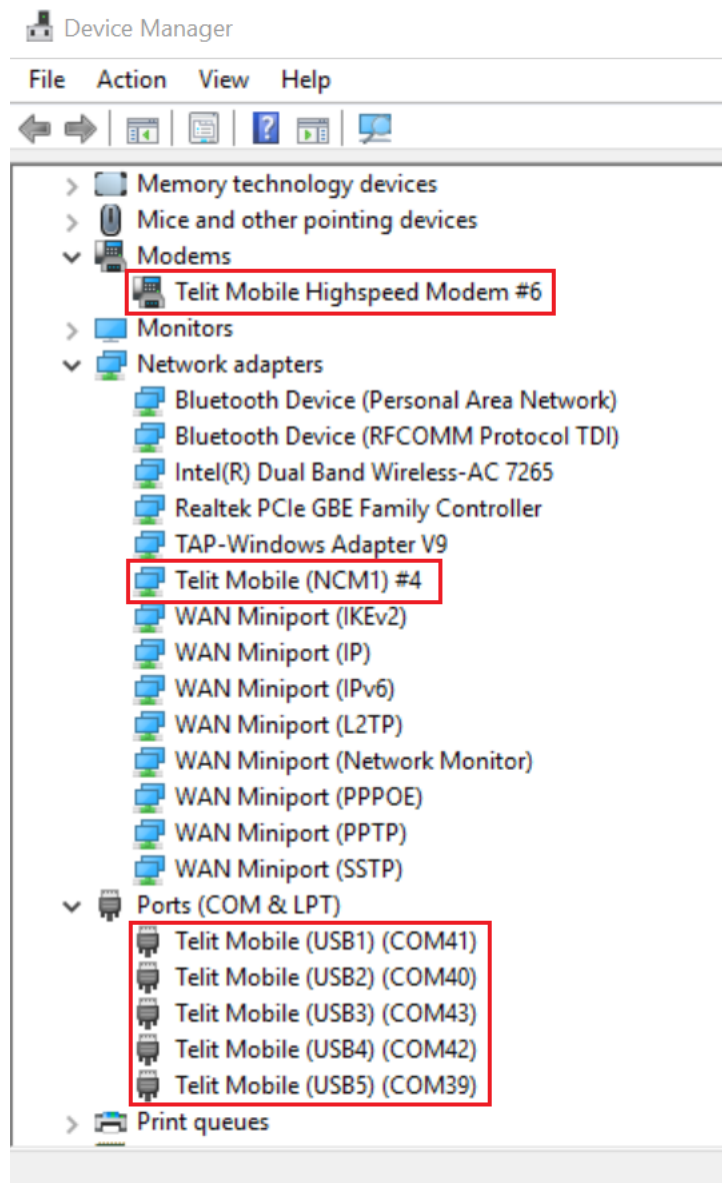 Device Manager
File Action View Help
Memory technology devices
Mice and other pointing devices
Modems
Telit Mobile Highspeed Modem #6
Monitors
Network adapters
Bluetooth Device (Personal Area Network)
Bluetooth Device (RFCOMM Protocol TDI)
Intel(R) Dual Band Wireless-AC 7265
Realtek PCIe GBE Family Controller
TAP-Windows Adapter V9
Telit Mobile (NCM1) #4
WAN Miniport (IKEv2)
WAN Miniport (IP)
WAN Miniport (IPv6)
WAN Miniport (L2TP)
WAN Miniport (Network Monitor)
WAN Miniport (PPPOE)
WAN Miniport (PPTP)
WAN Miniport (SSTP)
Ports (COM & LPT)
Telit Mobile (USB1) (COM41)
Telit Mobile (USB2) (COM40)
Telit Mobile (USB3) (COM43)
Telit Mobile (USB4) (COM42)
Telit Mobile (USB5) (COM39)
Print queues